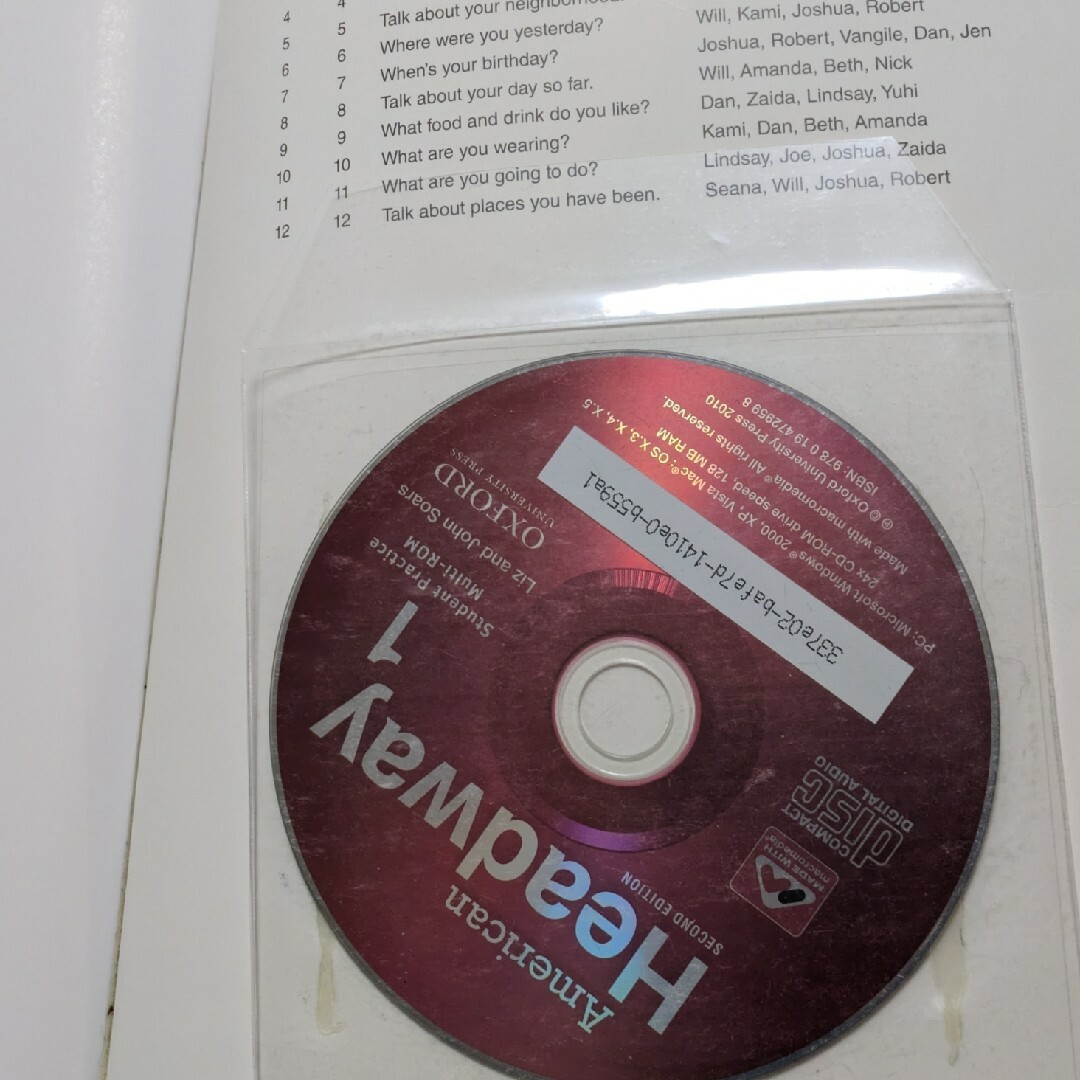 4 4
5 5 Talk about your
6 6 Where were you yesterday? Will, Kami, Joshua, Robert
7 7 When's your birthday? Joshua, Robert, Vangile, Dan, Jen
8 8 Talk about your day so far. Will, Amanda, Beth, Nick
9 9 What food and drink do you like? Dan, Zaida, Lindsay, Yuhi
10 10 What are you wearing? Kami, Dan, Beth, Amanda
11 11 What are you going to do? Lindsay, Joe, Joshua, Zaida
12 12 Talk about places you have been. Seana, Will, Joshua, Robert
American
Headway 1
SECOND EDITION
Student Practice
Multi-ROM
Liz and John Soars
OXFORD
UNIVERSITY PRESS
MADE WITH
macromedia®
COMPACT
disc
DIGITAL AUDIO
337e02-bafe7d-1410e0-b559a1
PC: Microsoft Windows® 2000, XP, Vista Mac®: OS X.3, X.4, X.5
24x CD-ROM drive speed, 128 MB RAM
Made with macromedia® All rights reserved.
℗© Oxford University Press 2010
ISBN: 978 0 19 472959 8